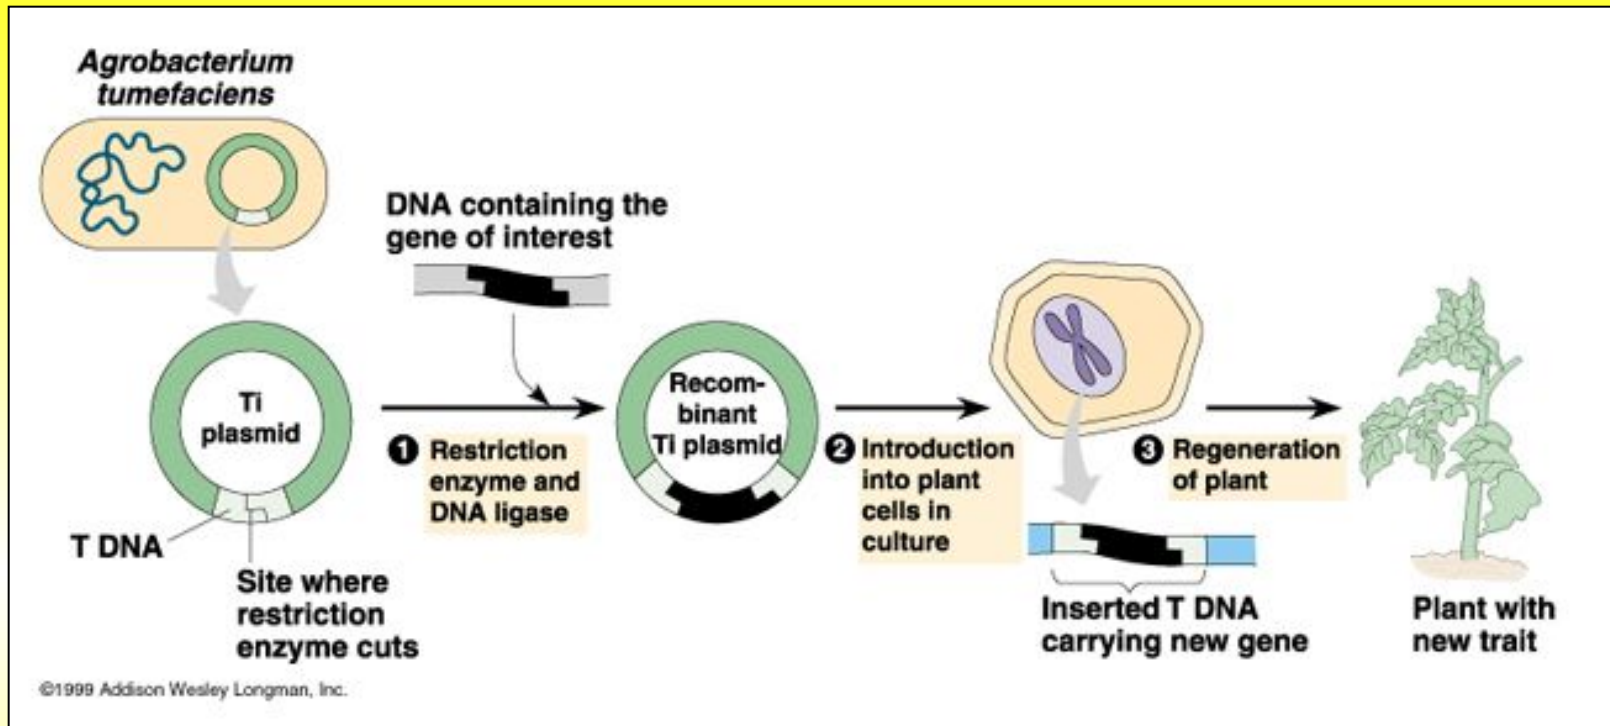 Agrobacterium
tumefaciens
DNA containing the
gene of interest
Ti
plasmid
T DNA
Site where
restriction
enzyme cuts
1 Restriction
enzyme and
DNA ligase
Recom-
binant
Ti plasmid
2 Introduction
into plant
cells in
culture
Inserted T DNA
carrying new gene
3 Regeneration
of plant
Plant with
new trait
©1999 Addison Wesley Longman, Inc.